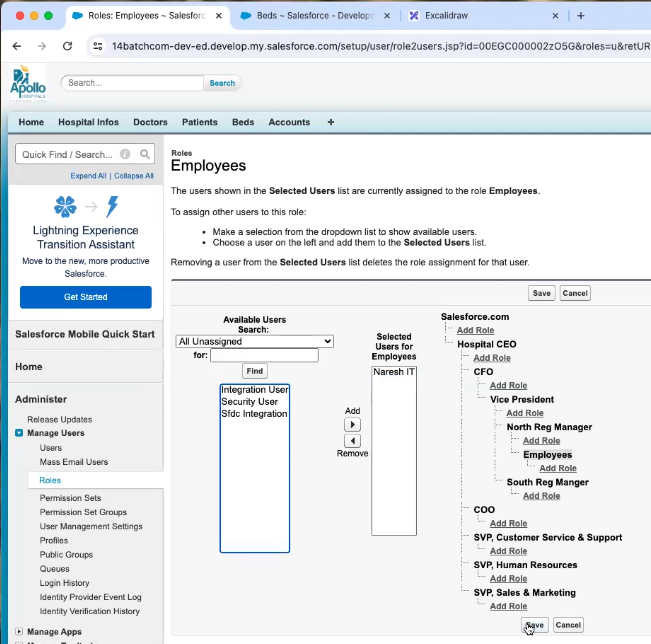 Roles: Employees ~ Salesforc
Beds ~ Salesforce - Develope
Excalidraw
14batchcom-dev-ed.develop.my.salesforce.com/setup/user/role2users.jsp?id=00EGC000002zO5G&roles=u&retUR
Apollo
HOSPITALS
Search...
Search
Home Hospital Infos Doctors Patients Beds Accounts +
Quick Find / Search...
Expand All | Collapse All
Lightning Experience
Transition Assistant
Move to the new, more productive
Salesforce.
Get Started
Salesforce Mobile Quick Start
Home
Administer
Release Updates
Manage Users
Users
Mass Email Users
Roles
Permission Sets
Permission Set Groups
User Management Settings
Profiles
Public Groups
Queues
Login History
Identity Provider Event Log
Identity Verification History
Manage Apps
Roles
Employees
The users shown in the Selected Users list are currently assigned to the role Employees.
To assign other users to this role:
• Make a selection from the dropdown list to show available users.
• Choose a user on the left and add them to the Selected Users list.
Removing a user from the Selected Users list deletes the role assignment for that user.
Save Cancel
Available Users
Search:
All Unassigned
for:
Find
Integration User
Security User
Sfdc Integration
Add
Remove
Selected
Users for
Employees
Naresh IT
Salesforce.com
Add Role
Hospital CEO
Add Role
CFO
Add Role
Vice President
Add Role
North Reg Manager
Add Role
Employees
Add Role
South Reg Manger
Add Role
COO
Add Role
SVP, Customer Service & Support
Add Role
SVP, Human Resources
Add Role
SVP, Sales & Marketing
Add Role
Save Cancel